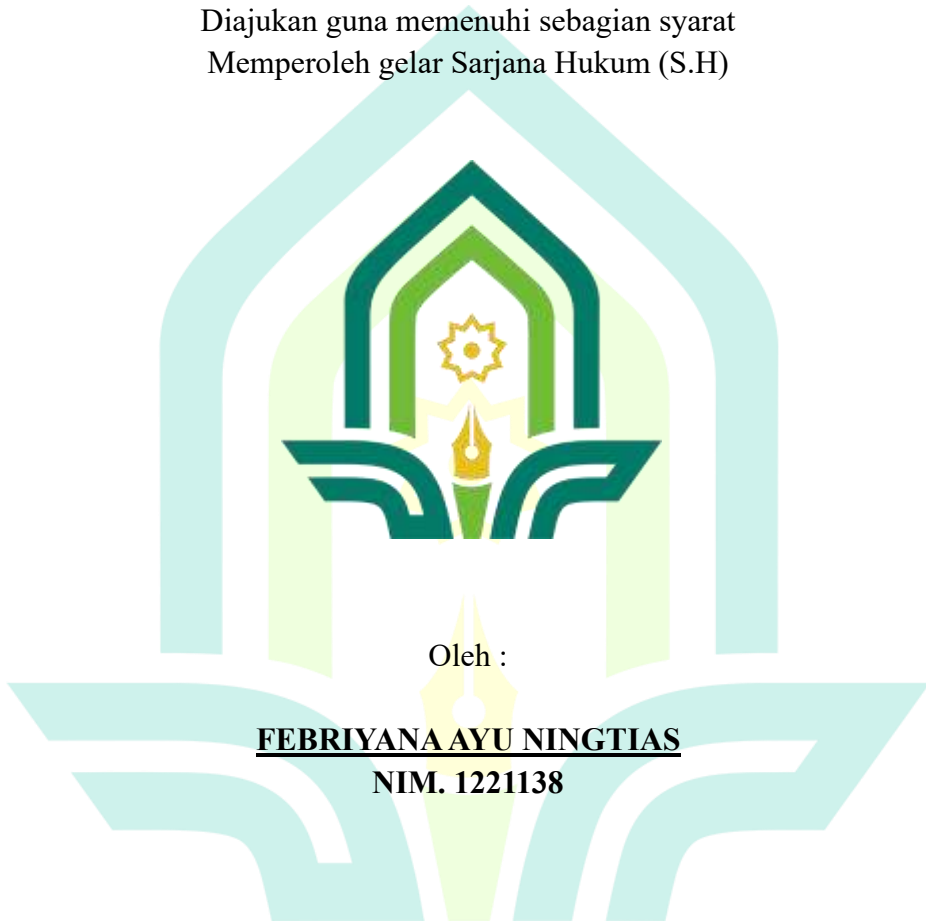 Diajukan guna memenuhi sebagian syarat
Memperoleh gelar Sarjana Hukum (S.H)
Oleh :
FEBRIYANA AYU NINGTIAS
NIM. 1221138